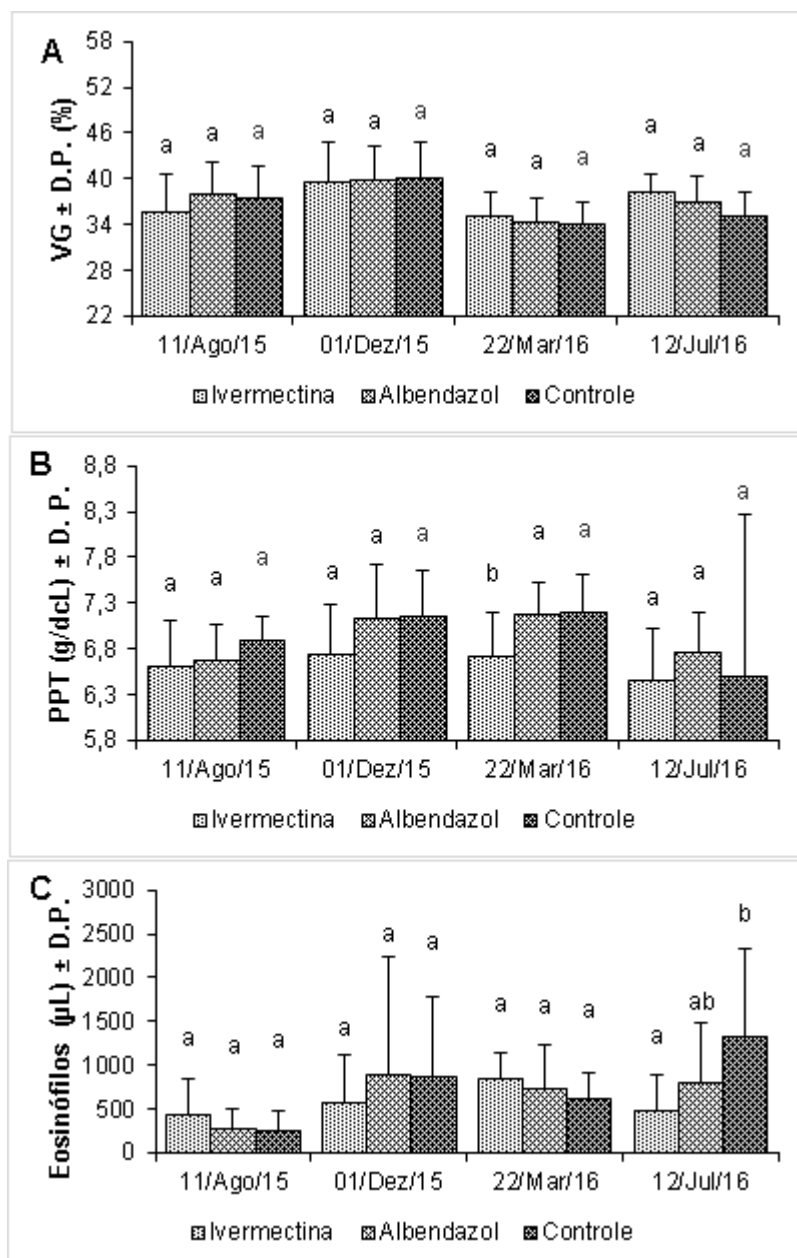 A
VG ± D.P. (%)
58
52
46
40
34
28
22
a a a a a a a a a a a a
11/Ago/15 01/Dez/15 22/Mar/16 12/Jul/16
Ivermectina Albendazol Controle
B
PPT (g/dcL) ± D. P.
8,8
8,3
7,8
7,3
6,8
6,3
5,8
a a a a a a b a a a a a
11/Ago/15 01/Dez/15 22/Mar/16 12/Jul/16
Ivermectina Albendazol Controle
C
Eosinófilos (µL) ± D.P.
3000
2500
2000
1500
1000
500
0
a a a a a a a a a a ab b
11/Ago/15 01/Dez/15 22/Mar/16 12/Jul/16
Ivermectina Albendazol Controle